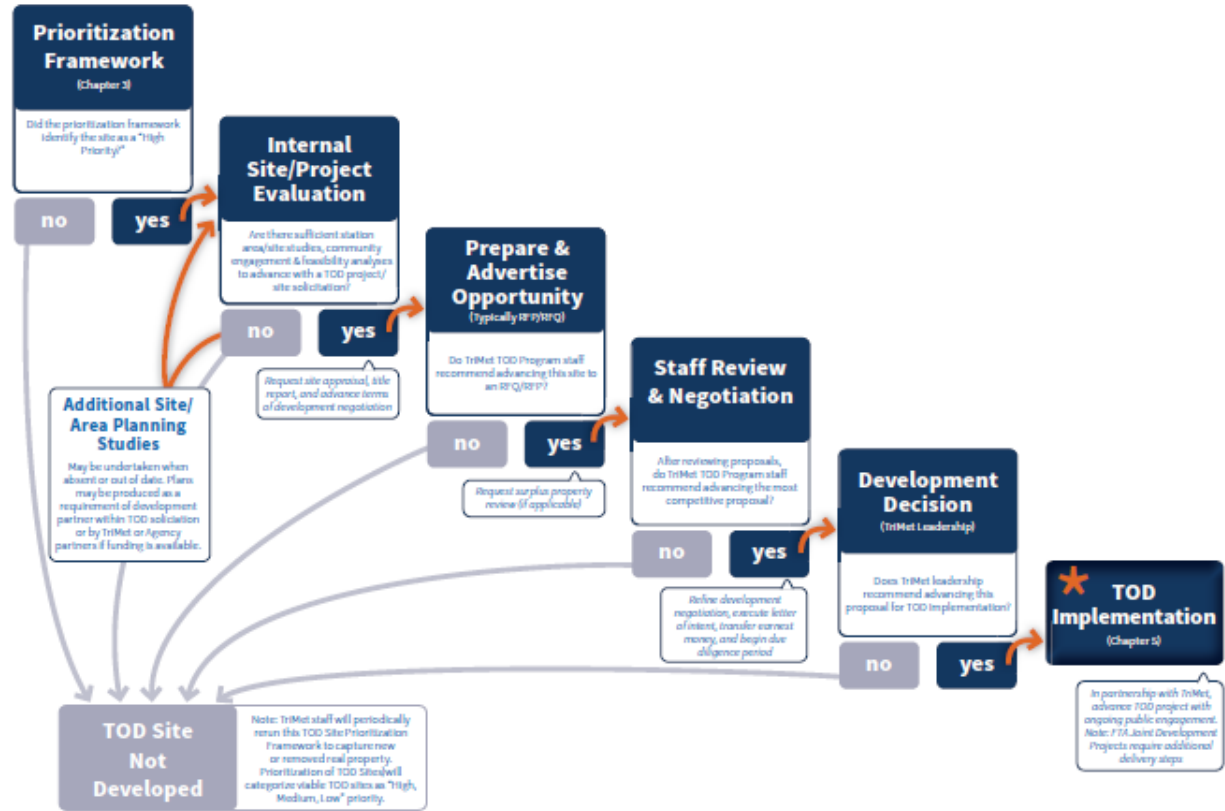 Prioritization
Framework
(Chapter 3)
Did the prioritization framework
identify the site as a "High
Priority?"
no
yes
Internal
Site/Project
Evaluation
Are there sufficient station
area/site studies, community
engagement & feasibility analyses
to advance with a TOD project/
site solicitation?
no
yes
Request site appraisal, title
report, and advance terms
of development negotiation
Additional Site/
Area Planning
Studies
May be undertaken when
absent or out of date. Plans
may be produced as a
requirement of development
partner within TOD soliciation
or by TriMet or Agency
partners if funding is available.
Prepare &
Advertise
Opportunity
(Typically RFP/RFQ)
Do TriMet TOD Program staff
recommend advancing this site to
an RFQ/RFP?
no
yes
Request surplus property
review (if applicable)
Staff Review
& Negotiation
After reviewing proposals,
do TriMet TOD Program staff
recommend advancing the most
competitive proposal?
no
yes
Refine development
negotiation, execute letter
of intent, transfer earnest
money, and begin due
diligence period
Development
Decision
(TriMet Leadership)
Does TriMet leadership
recommend advancing this
proposal for TOD Implementation?
no
yes
* TOD
Implementation
(Chapter 5)
In partnership with TriMet,
advance TOD project with
ongoing public engagement.
Note: FTA Joint Development
Projects require additional
delivery steps
TOD Site
Not
Developed
Note: TriMet staff will periodically
rerun this TOD Site Prioritization
Framework to capture new
or removed real property.
Prioritization of TOD Sites/will
categorize viable TOD sites as "High,
Medium, Low" priority.